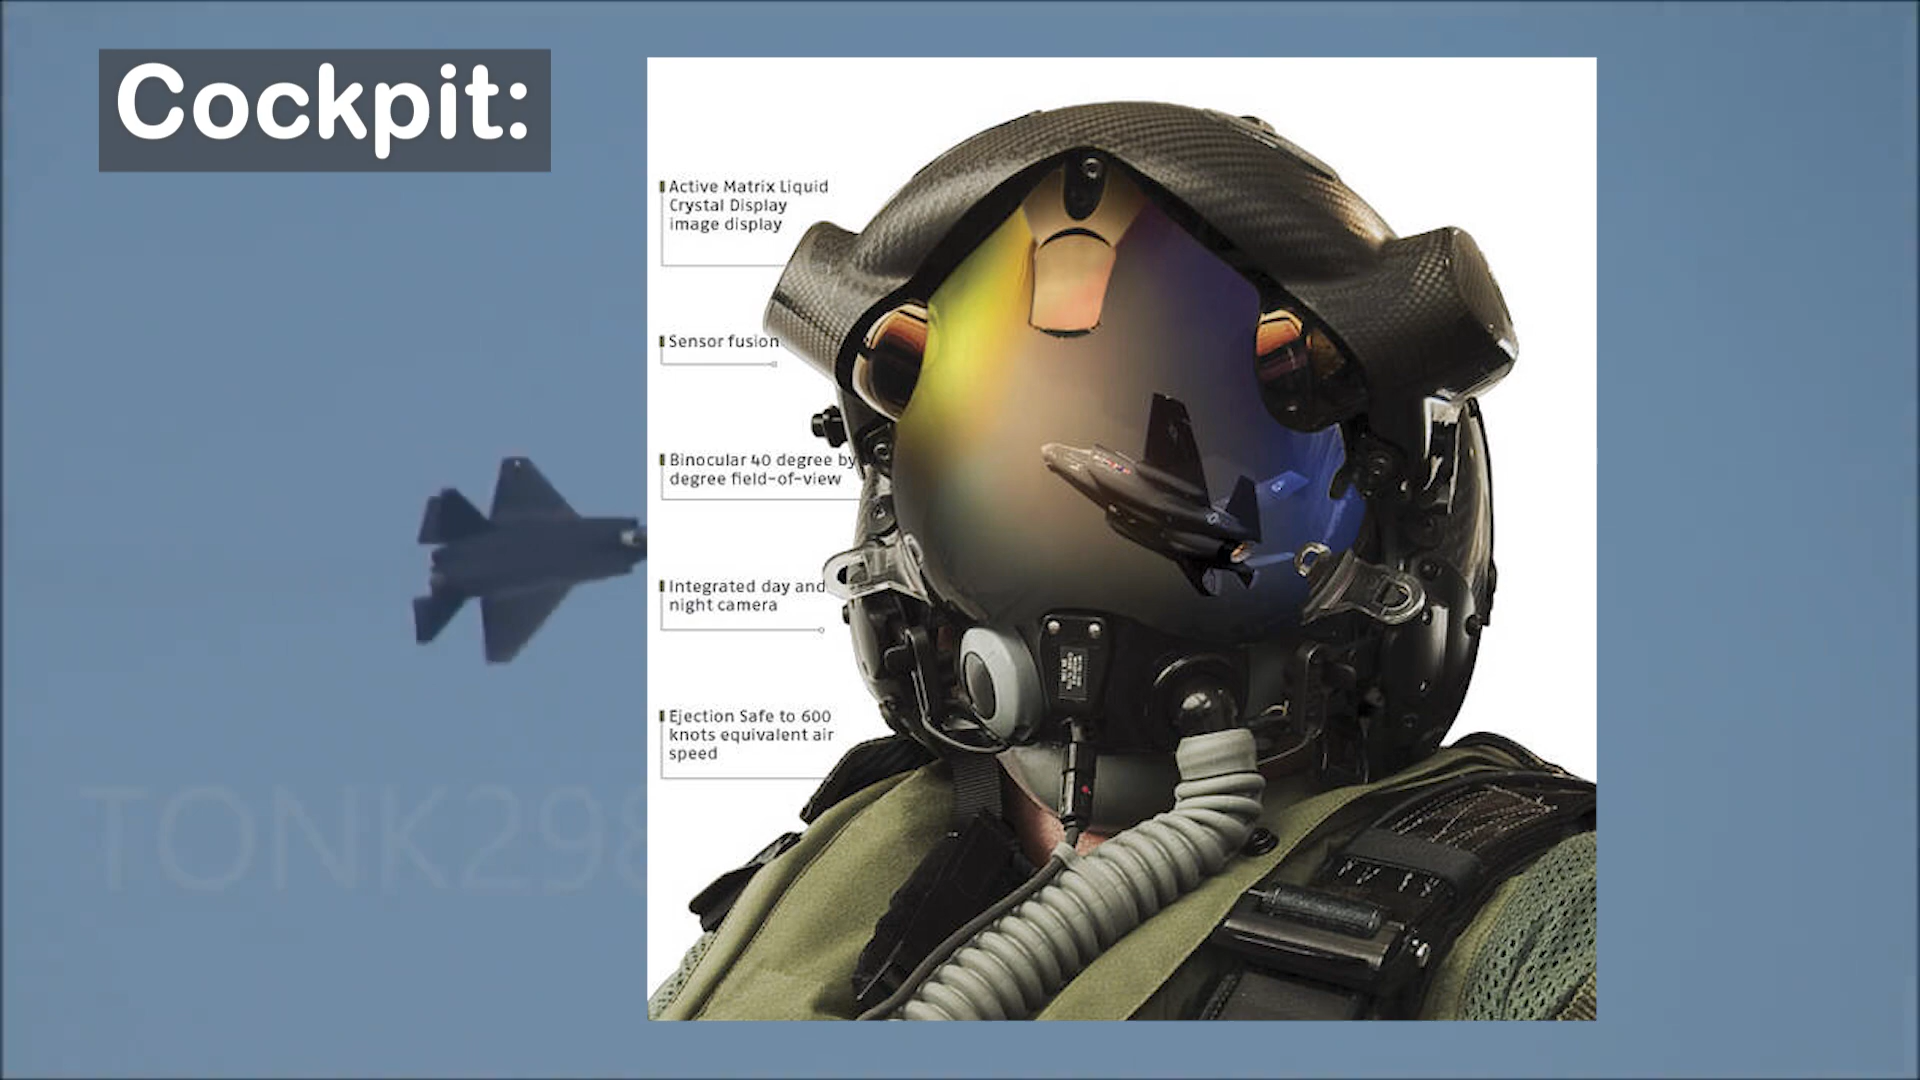 Cockpit:
Active Matrix Liquid
Crystal Display
image display
Sensor fusion
Binocular 40 degree by
degree field-of-view
Integrated day and
night camera
Ejection Safe to 600
knots equivalent air
speed
TONK298